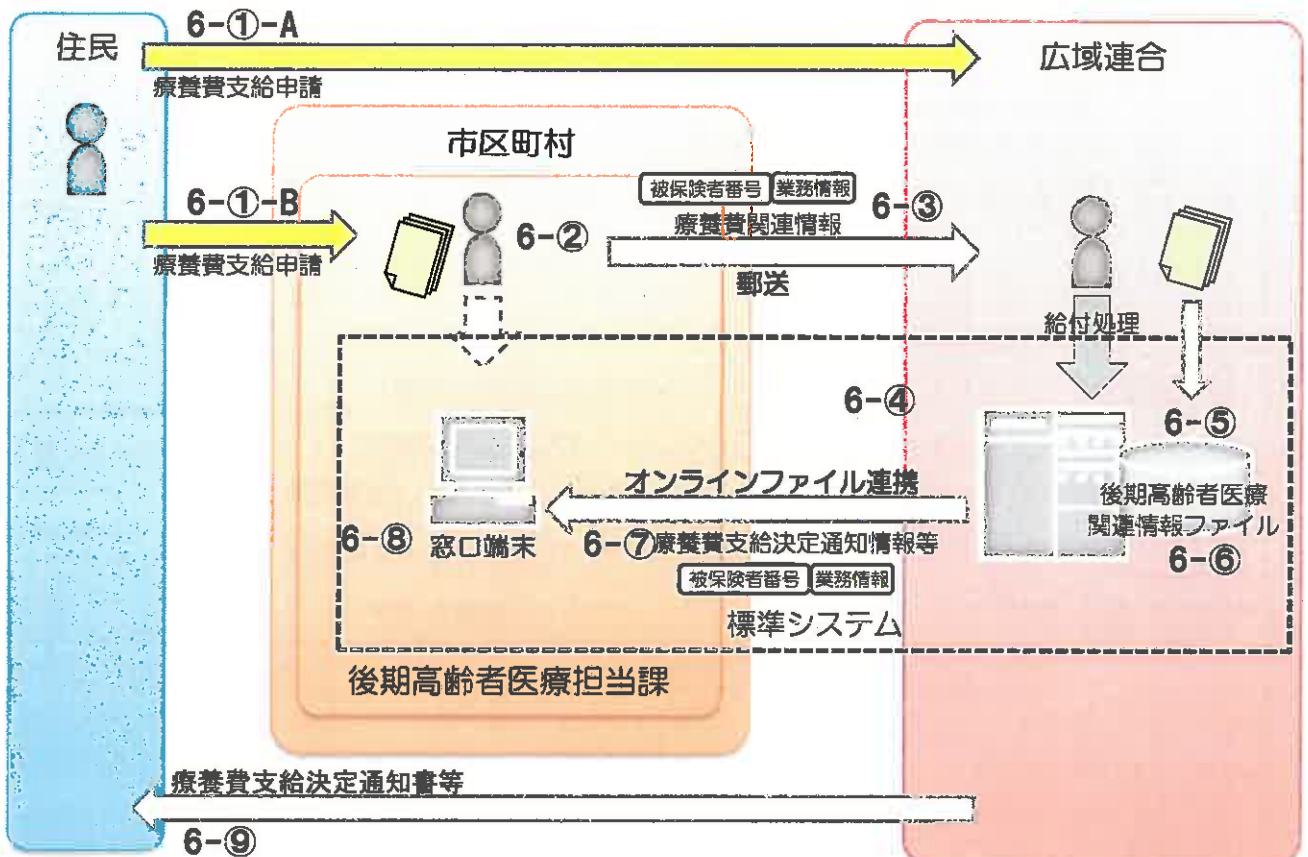 住民
6-①-A
療養費支給申請
広域連合
市区町村
6-①-B
療養費支給申請
6-②
被保険者番号 業務情報
療養費関連情報
6-③
郵送
給付処理
6-④
6-⑤
後期高齢者医療
関連情報ファイル
6-⑥
オンラインファイル連携
6-⑦
療養費支給決定通知情報等
被保険者番号 業務情報
6-⑧
窓口端末
標準システム
後期高齢者医療担当課
療養費支給決定通知書等
6-⑨